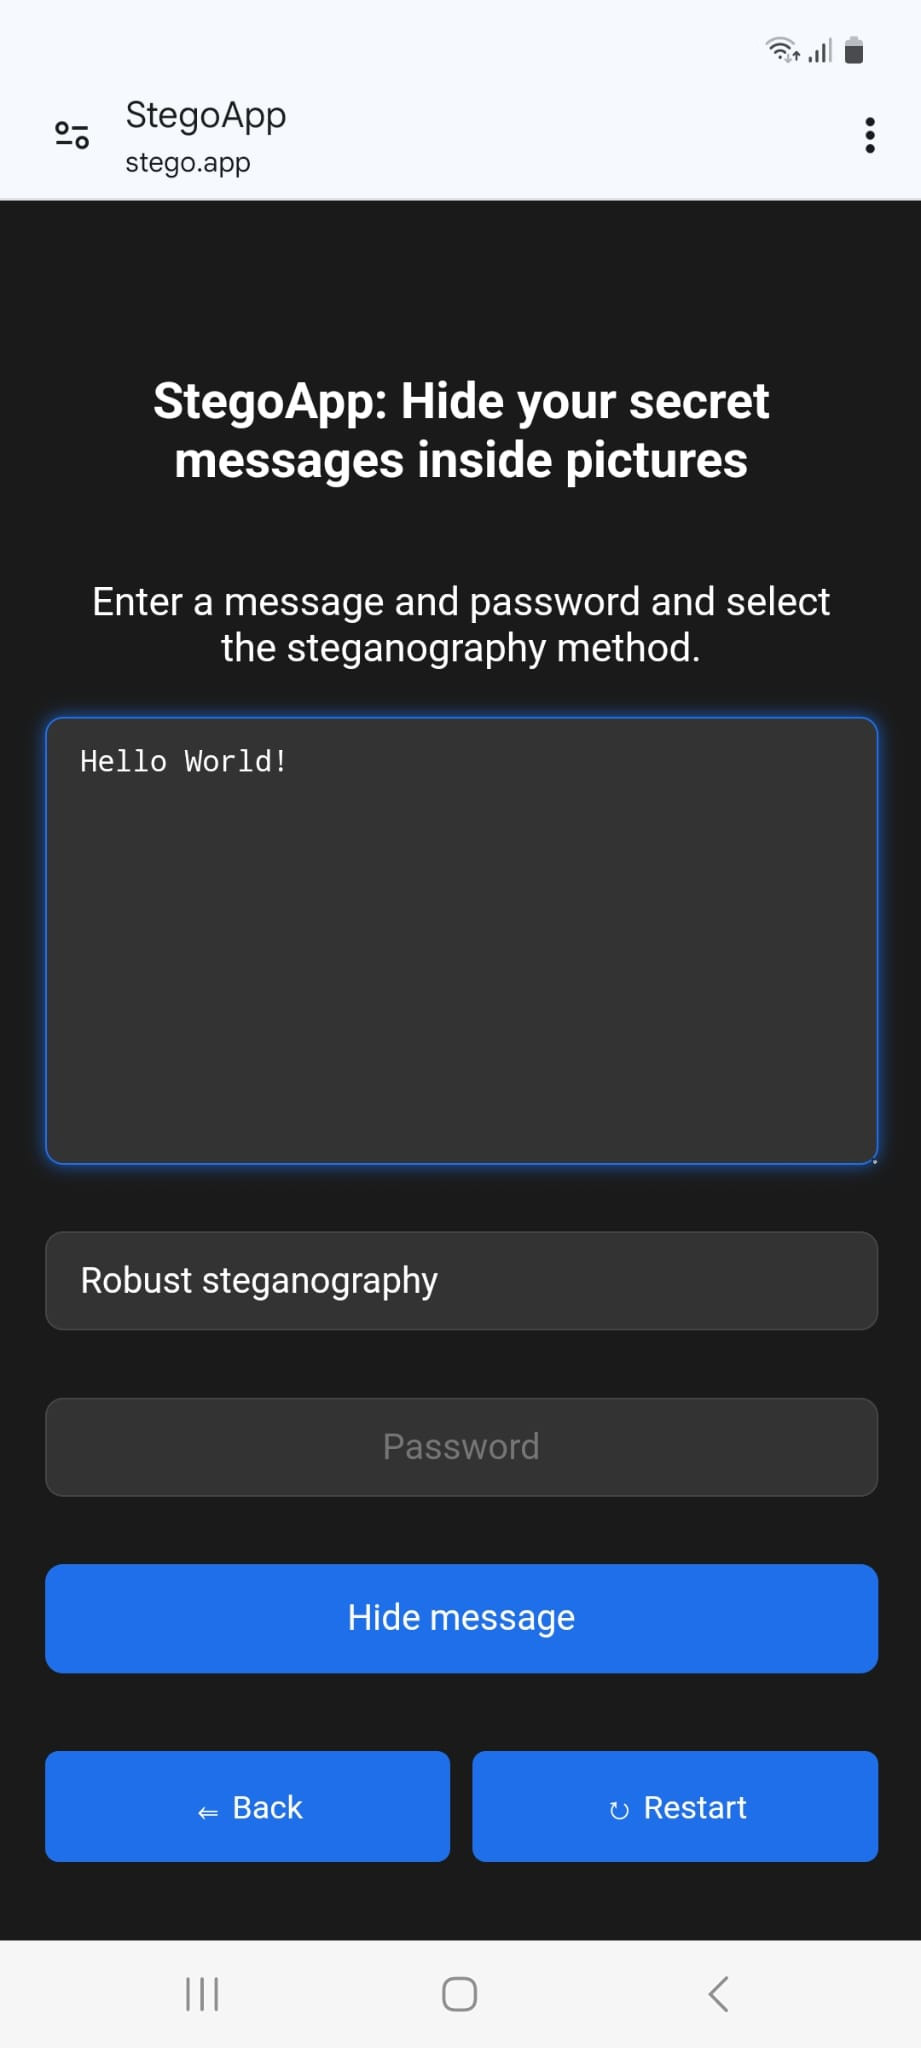 StegoApp
stego.app
StegoApp: Hide your secret
messages inside pictures
Enter a message and password and select
the steganography method.
Hello World!
Robust steganography
Password
Hide message
⇐ Back
↻ Restart